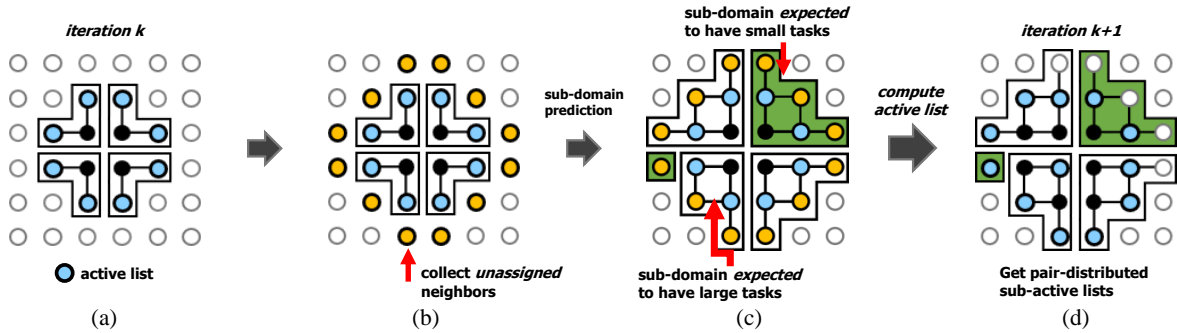 iteration k
active list
(a)
collect unassigned
neighbors
(b)
sub-domain
prediction
sub-domain expected
to have small tasks
sub-domain expected
to have large tasks
(c)
compute
active list
iteration k+1
Get pair-distributed
sub-active lists
(d)